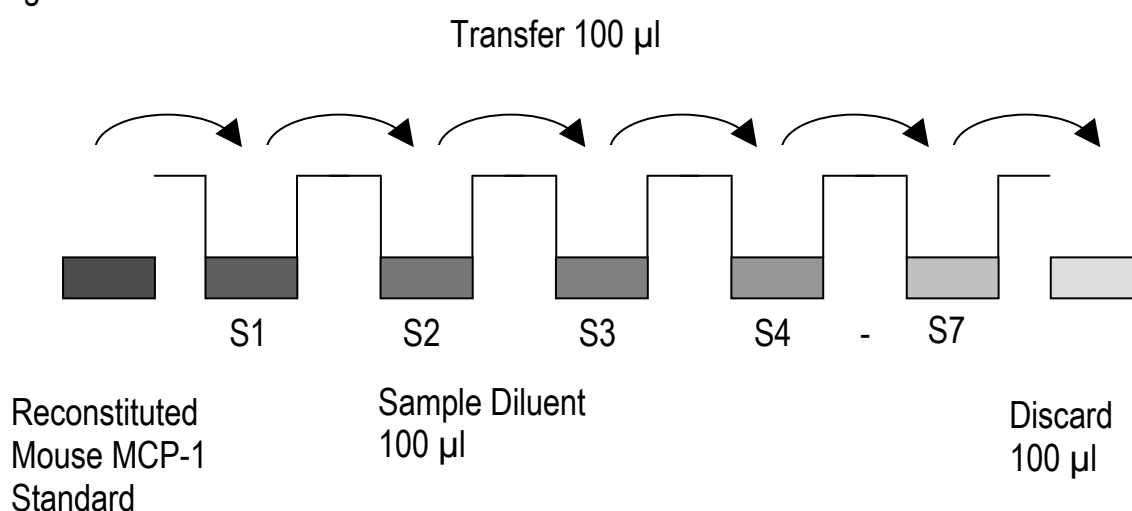 Transfer 100 µl
S1 S2 S3 S4 - S7
Reconstituted
Mouse MCP-1
Standard
Sample Diluent
100 µl
Discard
100 µl